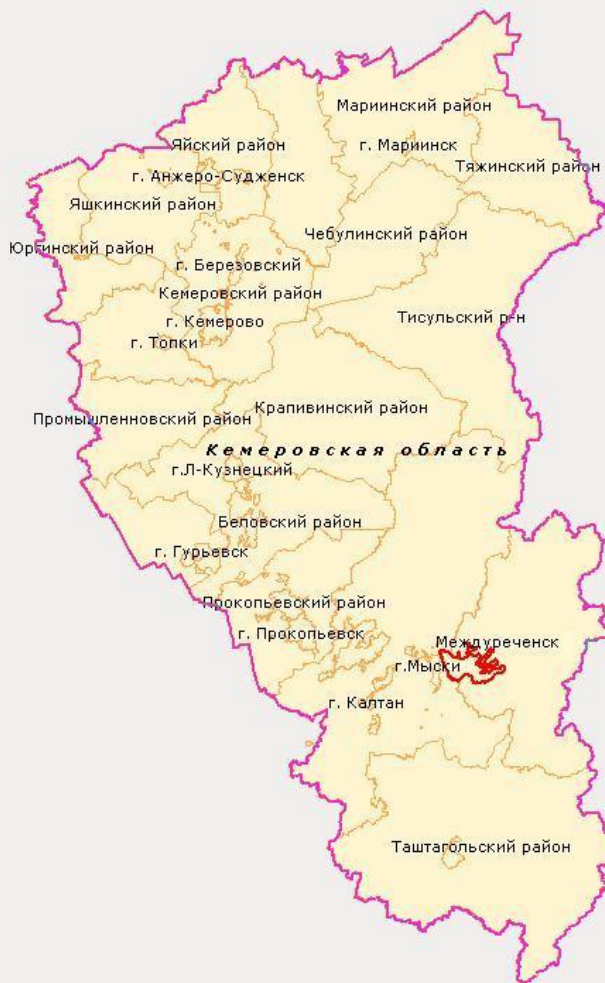 Мариинский район
Яйский район
г. Мариинск
Тяжинский район
г. Анжеро-Судженск
Яшкинский район
Чебулинский район
Юргинский район
г. Березовский
Кемеровский район
Тисульский р-н
г. Кемерово
г. Топки
Крапивинский район
Промышленновский район
Кемеровская область
г.Л-Кузнецкий
Беловский район
г. Гурьевск
Прокопьевский район
г. Прокопьевск
Междуреченск
г.Мыски
г. Калтан
Таштагольский район